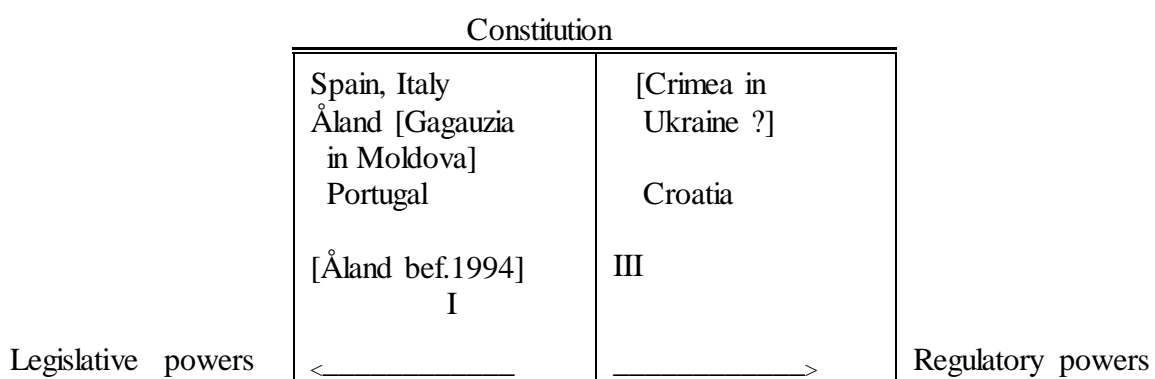 Constitution
Spain, Italy
Åland [Gagauzia
in Moldova]
Portugal
[Åland bef.1994]
I
[Crimea in
Ukraine ?]
Croatia
III
Legislative powers
<
>
Regulatory powers